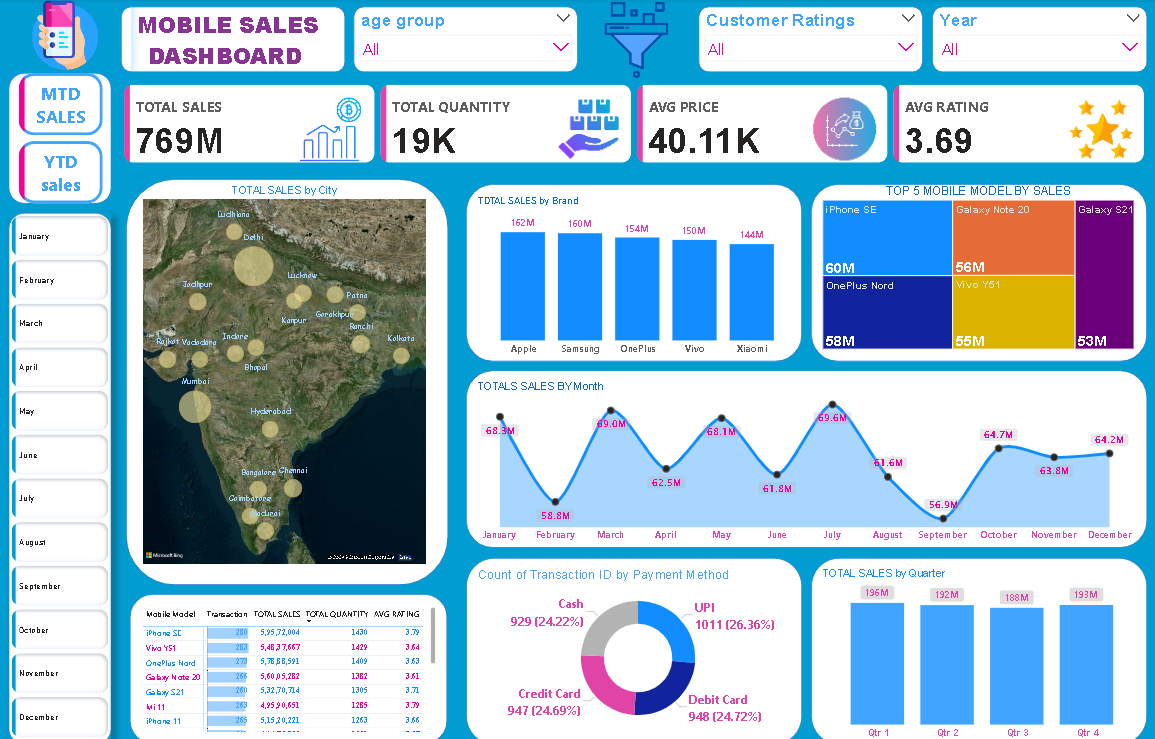 MOBILE SALES
DASHBOARD
age group
All
Customer Ratings
All
Year
All
MTD
SALES
YTD
sales
TOTAL SALES
769M
TOTAL QUANTITY
19K
AVG PRICE
40.11K
AVG RATING
3.69
January
February
March
April
May
June
July
August
September
October
November
December
TOTAL SALES by City
Ludhiana
Delhi
Lucknow
Jodhpur
Patna
Kanpur
Gorakhpur
Ranchi
Rajkot
Vadodara
Indore
Kolkata
Bhopal
Mumbai
Hyderabad
Bangalore
Chennai
Coimbatore
Madurai
Microsoft Bing
TOTAL SALES by Brand
162M
160M
154M
150M
144M
Apple
Samsung
OnePlus
Vivo
Xiaomi
TOP 5 MOBILE MODEL BY SALES
iPhone SE
60M
Galaxy Note 20
56M
Galaxy S21
53M
OnePlus Nord
58M
Vivo Y51
55M
TOTALS SALES BY Month
68.3M
58.8M
69.0M
62.5M
68.1M
61.8M
69.6M
61.6M
56.9M
64.7M
63.8M
64.2M
January
February
March
April
May
June
July
August
September
October
November
December
Mobile Model Transaction TOTAL SALES TOTAL QUANTITY AVG RATING
iPhone SE 280 5,95,72,004 1430 3.79
Vivo Y51 283 5,48,37,667 1429 3.64
OnePlus Nord 273 5,78,88,591 1409 3.63
Galaxy Note 20 266 5,60,05,282 1382 3.61
Galaxy S21 260 5,32,70,714 1305 3.71
Mi 11 263 4,95,90,651 1285 3.79
iPhone 11 265 5,15,20,221 1263 3.66
Count of Transaction ID by Payment Method
Cash
929 (24.22%)
UPI
1011 (26.36%)
Credit Card
947 (24.69%)
Debit Card
948 (24.72%)
TOTAL SALES by Quarter
196M
192M
188M
193M
Qtr 1
Qtr 2
Qtr 3
Qtr 4